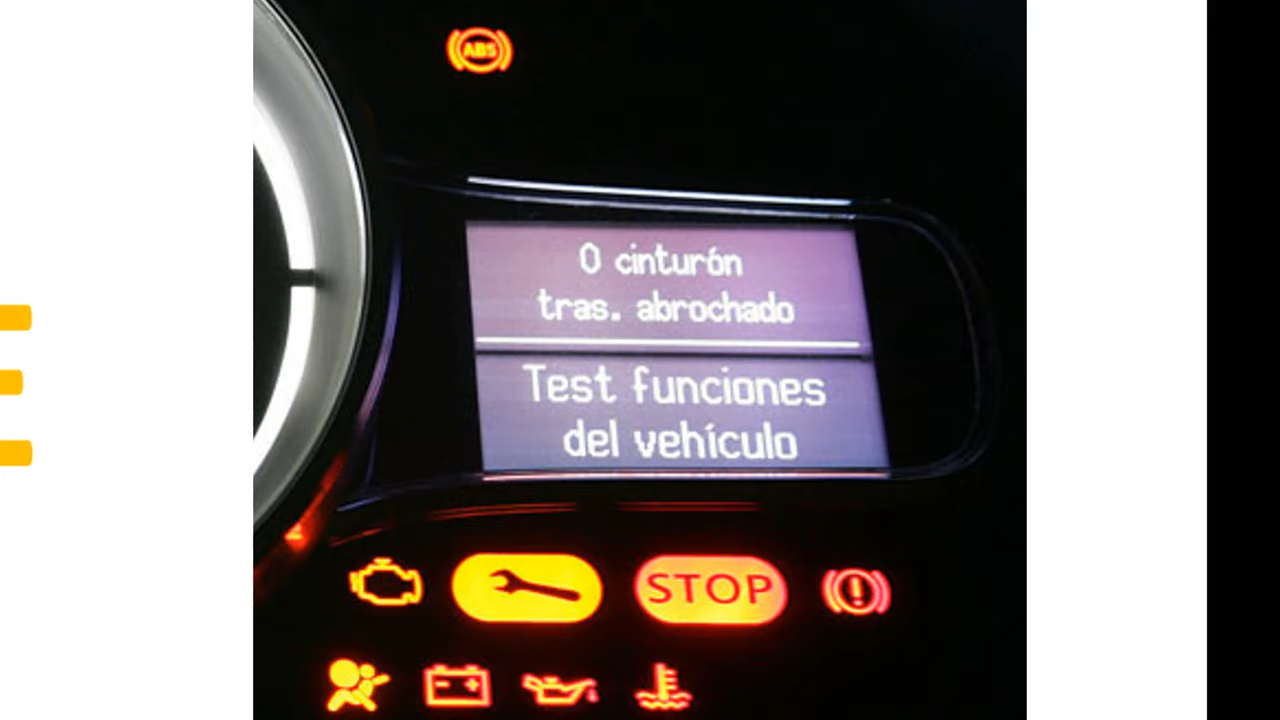 ABS
0 cinturón
tras. abrochado
Test funciones
del vehículo
STOP